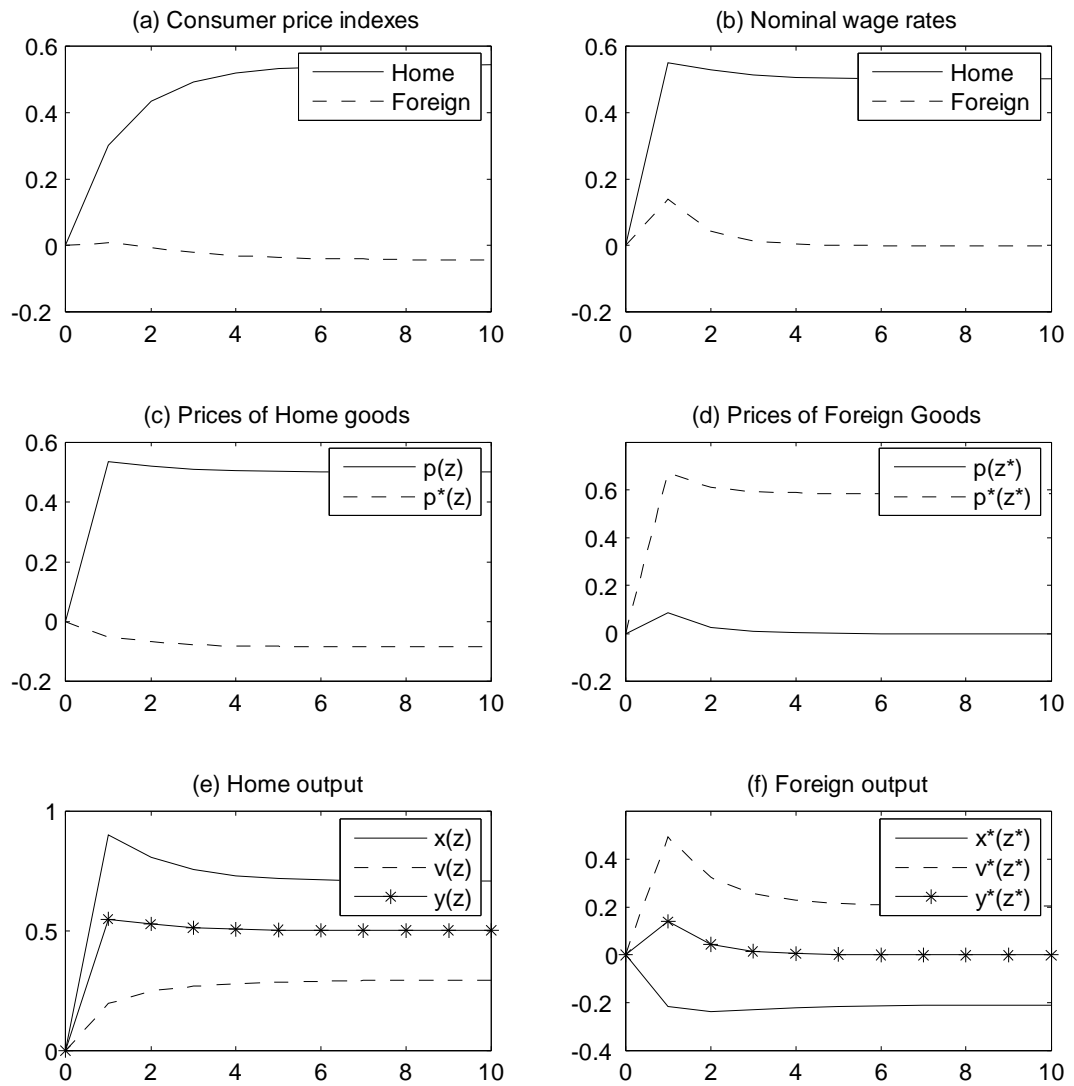 (a) Consumer price indexes
0.6
0.4
0.2
0
-0.2
0 2 4 6 8 10
Home
Foreign
(b) Nominal wage rates
0.6
0.4
0.2
0
-0.2
0 2 4 6 8 10
Home
Foreign
(c) Prices of Home goods
0.6
0.4
0.2
0
-0.2
0 2 4 6 8 10
p(z)
p*(z)
(d) Prices of Foreign Goods
0.6
0.4
0.2
0
-0.2
0 2 4 6 8 10
p(z*)
p*(z*)
(e) Home output
1
0.5
0
0 2 4 6 8 10
x(z)
v(z)
y(z)
(f) Foreign output
0.4
0.2
0
-0.2
-0.4
0 2 4 6 8 10
x*(z*)
v*(z*)
y*(z*)